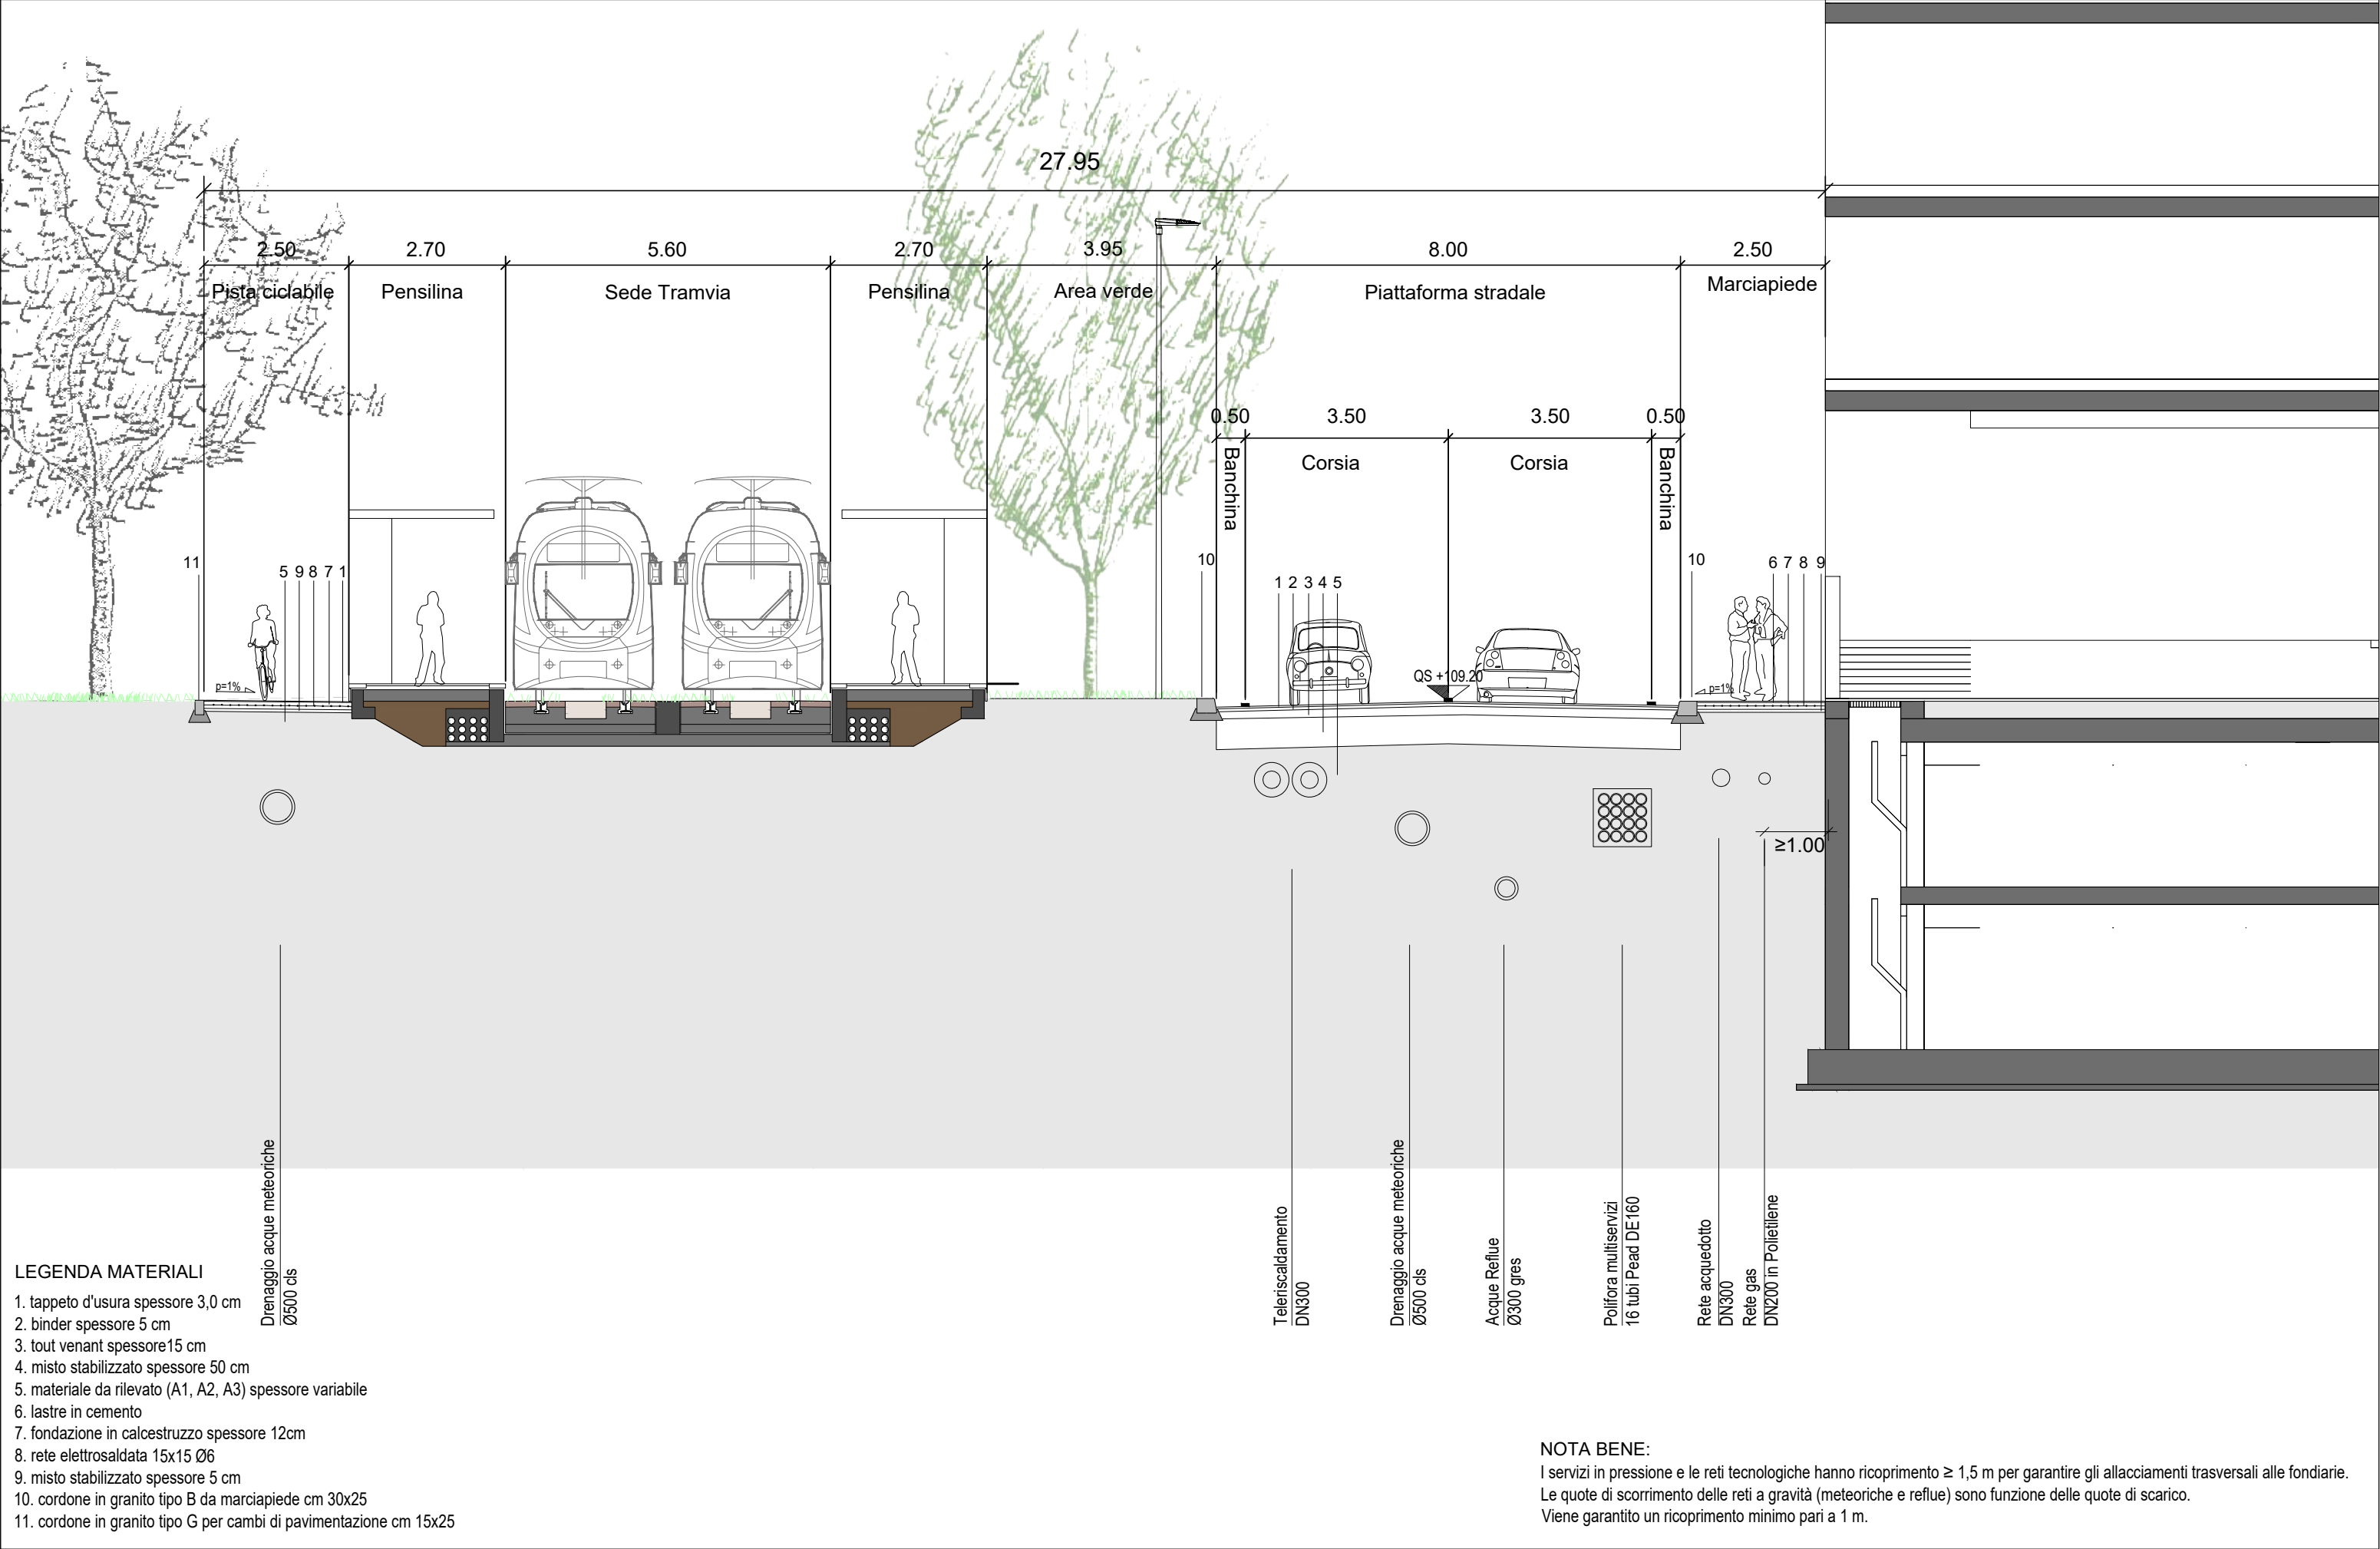 27.95
2.50
2.70
5.60
2.70
3.95
8.00
2.50
Pista ciclabile
Pensilina
Sede Tramvia
Pensilina
Area verde
Piattaforma stradale
Marciapiede
0.50
3.50
3.50
0.50
Banchina
Corsia
Corsia
Banchina
11
5 9 8 7 1
10
1 2 3 4 5
10
6 7 8 9
p=1%
QS +109.20
p=1%
≥1.00
Drenaggio acque meteoriche
Ø500 cls
Teleriscaldamento
DN300
Drenaggio acque meteoriche
Ø500 cls
Acque Reflue
Ø300 gres
Polifora multiservizi
16 tubi Pead DE160
Rete acquedotto
DN300
Rete gas
DN200 in Polietilene
LEGENDA MATERIALI
1. tappeto d'usura spessore 3,0 cm
2. binder spessore 5 cm
3. tout venant spessore15 cm
4. misto stabilizzato spessore 50 cm
5. materiale da rilevato (A1, A2, A3) spessore variabile
6. lastre in cemento
7. fondazione in calcestruzzo spessore 12cm
8. rete elettrosaldata 15x15 Ø6
9. misto stabilizzato spessore 5 cm
10. cordone in granito tipo B da marciapiede cm 30x25
11. cordone in granito tipo G per cambi di pavimentazione cm 15x25
NOTA BENE:
I servizi in pressione e le reti tecnologiche hanno ricoprimento ≥ 1,5 m per garantire gli allacciamenti trasversali alle fondiarie.
Le quote di scorrimento delle reti a gravità (meteoriche e reflue) sono funzione delle quote di scarico.
Viene garantito un ricoprimento minimo pari a 1 m.